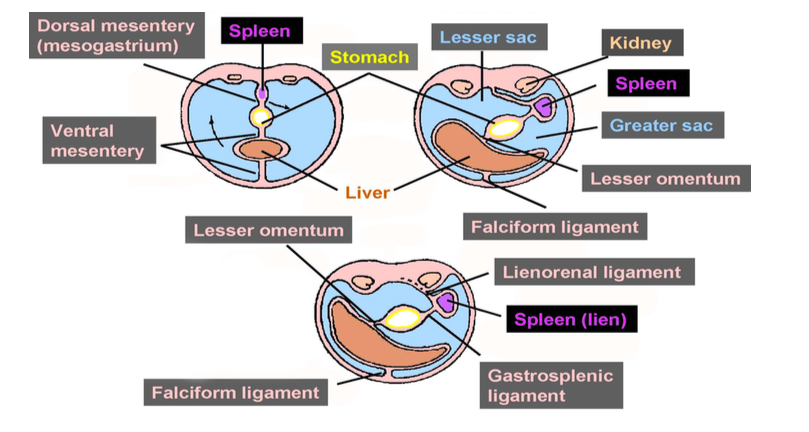 Dorsal mesentery
(mesogastrium)
Spleen
Stomach
Lesser sac
Kidney
Spleen
Ventral
mesentery
Greater sac
Lesser omentum
Liver
Falciform ligament
Lesser omentum
Lienorenal ligament
Spleen (lien)
Falciform ligament
Gastrosplenic
ligament